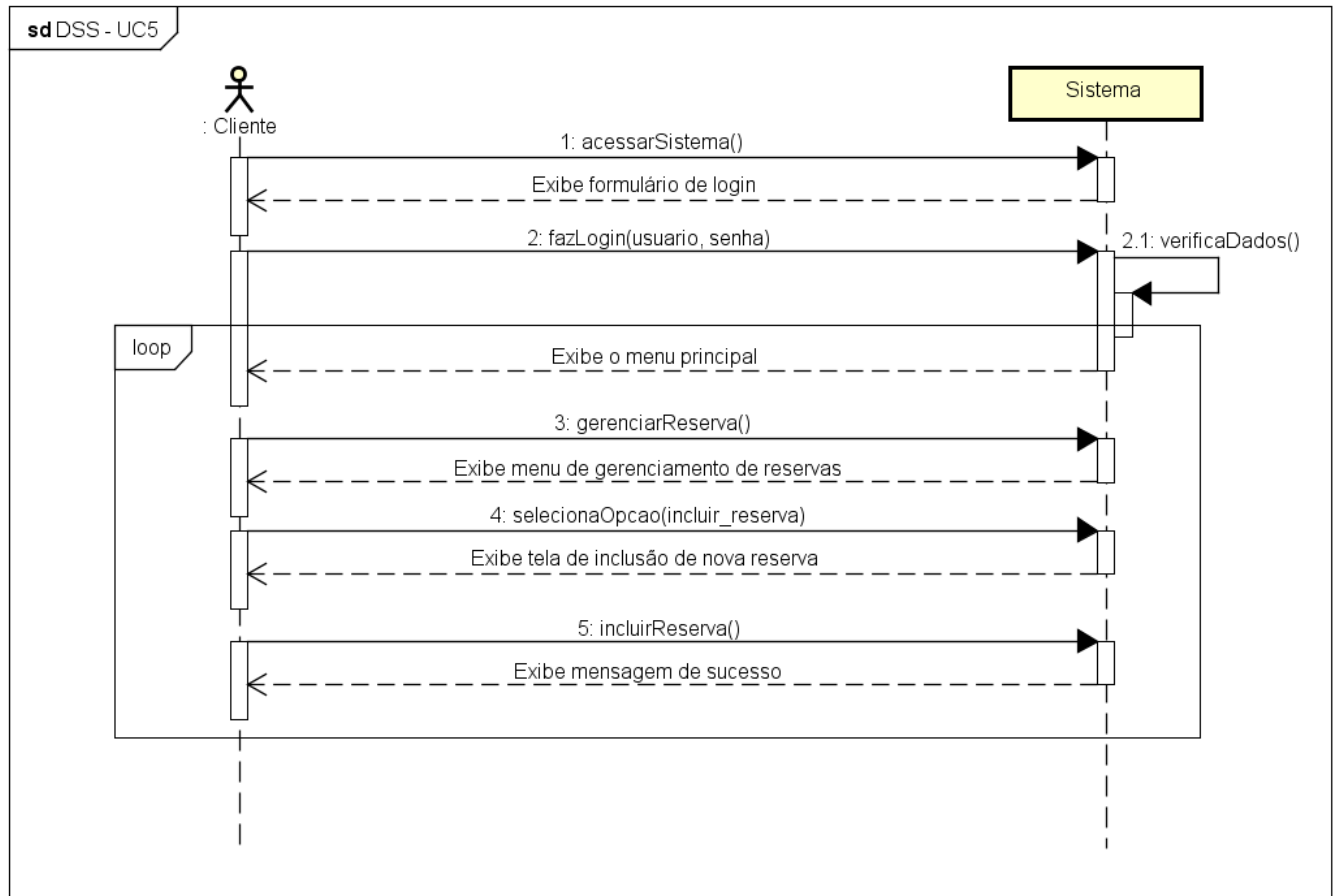 sd DSS - UC5
: Cliente
Sistema
1: acessarSistema()
Exibe formulário de login
2: fazLogin(usuario, senha)
2.1: verificaDados()
loop
Exibe o menu principal
3: gerenciarReserva()
Exibe menu de gerenciamento de reservas
4: selecionaOpcao(incluir_reserva)
Exibe tela de inclusão de nova reserva
5: incluirReserva()
Exibe mensagem de sucesso